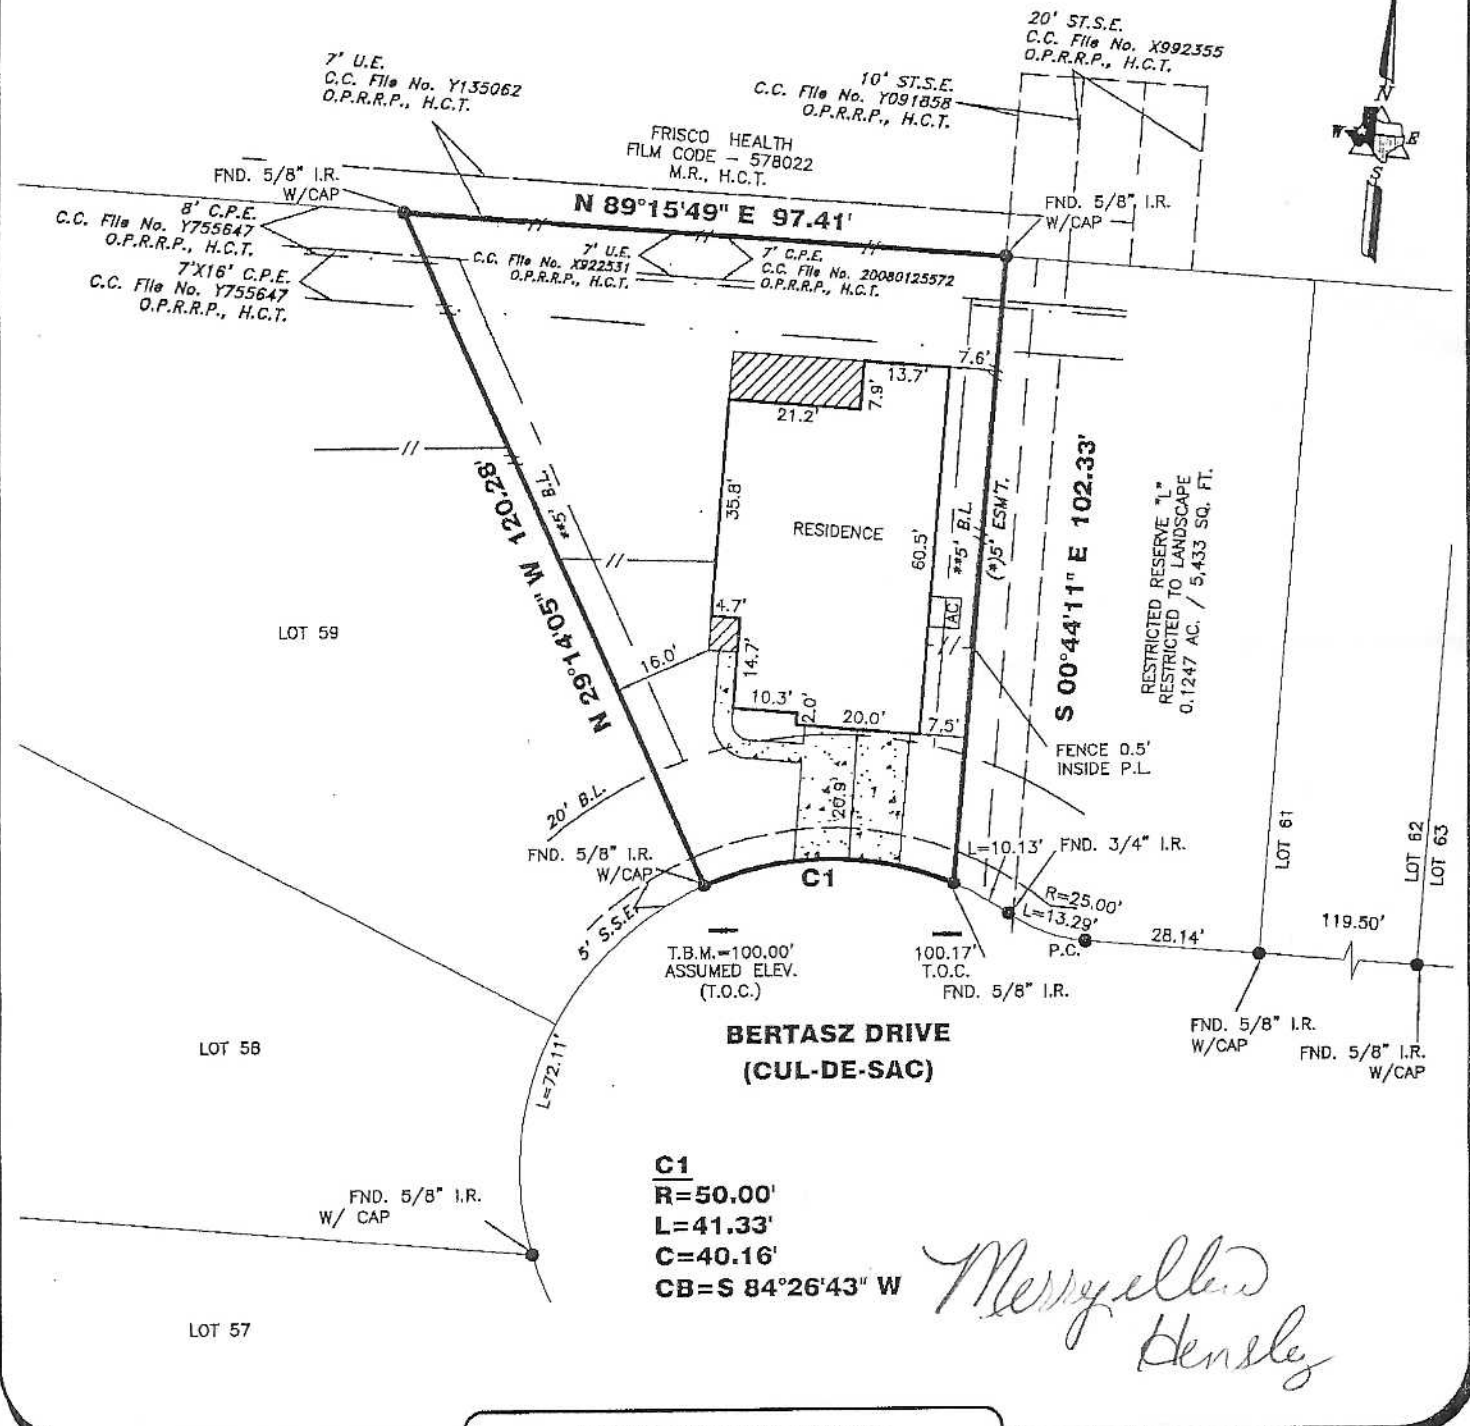 20' ST.S.E.
C.C. File No. X992355
O.P.R.R.P., H.C.T.
7' U.E.
C.C. File No. Y135062
O.P.R.R.P., H.C.T.
10' ST.S.E.
C.C. File No. Y091858
O.P.R.R.P., H.C.T.
N
W
E
S
FRISCO HEALTH
FILM CODE - 578022
M.R., H.C.T.
FND. 5/8" I.R.
W/CAP
N 89°15'49" E 97.41'
FND. 5/8" I.R.
W/CAP
8' C.P.E.
C.C. File No. Y755647
O.P.R.R.P., H.C.T.
7' U.E.
C.C. File No. X922531
O.P.R.R.P., H.C.T.
7' C.P.E.
C.C. File No. 20080125572
O.P.R.R.P., H.C.T.
7'X16' C.P.E.
C.C. File No. Y755647
O.P.R.R.P., H.C.T.
7.6'
13.7'
7.9'
21.2'
35.8'
RESIDENCE
60.5'
**5' B.L.
**5' B.L.
(*)5' ESM'T.
S 00°44'11" E 102.33'
RESTRICTED RESERVE "L"
RESTRICTED TO LANDSCAPE
0.1247 AC. / 5,433 SQ. FT.
N 29°14'05" W 120.28'
LOT 59
4.7'
AC
14.7'
16.0'
10.3'
2.0'
20.0'
7.5'
FENCE 0.5'
INSIDE P.L.
20' B.L.
20.9'
LOT 61
LOT 62
LOT 63
FND. 5/8" I.R.
W/CAP
C1
L=10.13'
FND. 3/4" I.R.
R=25.00'
L=13.29'
P.C.
28.14'
119.50'
5' S.S.E.
T.B.M.=100.00'
ASSUMED ELEV.
(T.O.C.)
100.17'
T.O.C.
FND. 5/8" I.R.
BERTASZ DRIVE
(CUL-DE-SAC)
FND. 5/8" I.R.
W/CAP
FND. 5/8" I.R.
W/CAP
LOT 58
L=72.11'
C1
R=50.00'
L=41.33'
C=40.16'
CB=S 84°26'43" W
FND. 5/8" I.R.
W/ CAP
LOT 57
Merryellen
Hensley